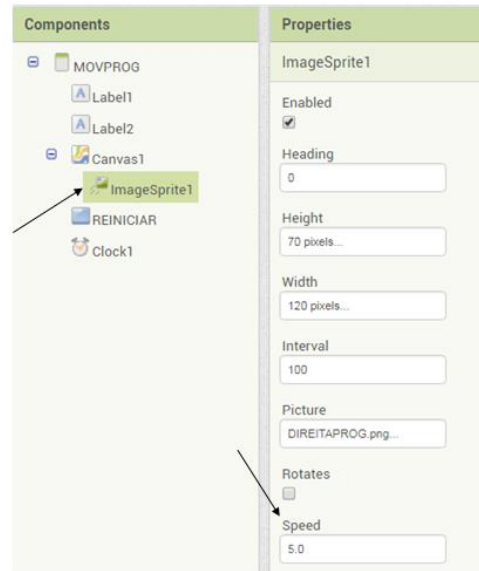 Components
MOVPROG
Label1
Label2
Canvas1
ImageSprite1
REINICIAR
Clock1
Properties
ImageSprite1
Enabled
Heading
0
Height
70 pixels...
Width
120 pixels...
Interval
100
Picture
DIREITAPROG.png...
Rotates
Speed
5.0